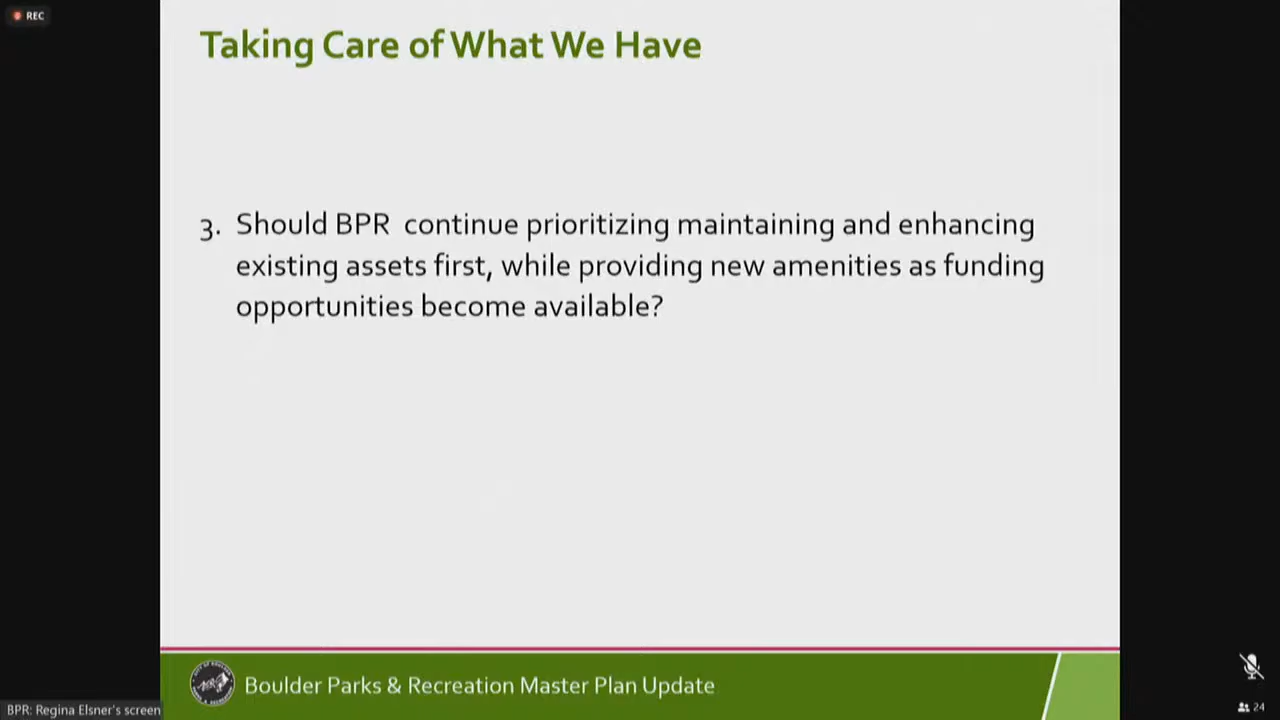 REC
Taking Care of What We Have
3. Should BPR continue prioritizing maintaining and enhancing
existing assets first, while providing new amenities as funding
opportunities become available?
Boulder Parks & Recreation Master Plan Update
BPR: Regina Elsner's screen
24